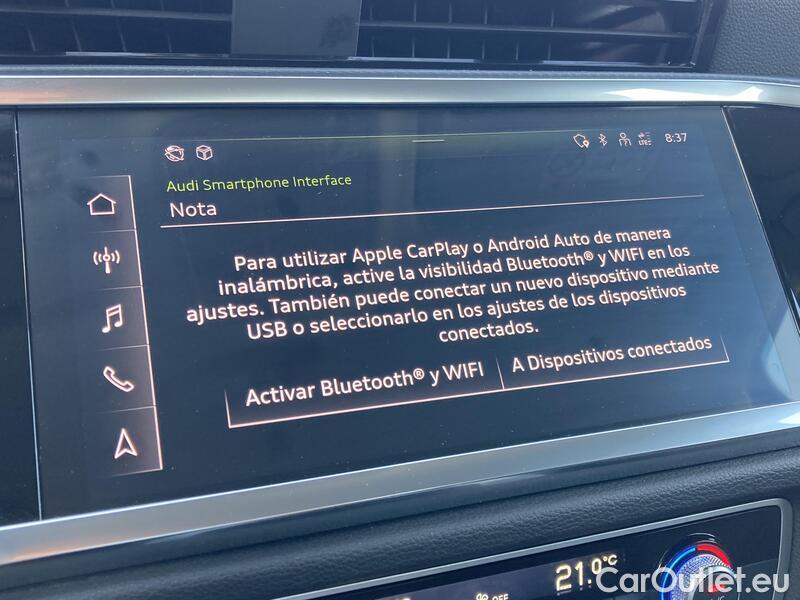 8:37
Audi Smartphone Interface
Nota
Para utilizar Apple CarPlay o Android Auto de manera
inalámbrica, active la visibilidad Bluetooth® y WIFI en los
ajustes. También puede conectar un nuevo dispositivo mediante
USB o seleccionarlo en los ajustes de los dispositivos
conectados.
Activar Bluetooth® y WIFI
A Dispositivos conectados
21.0°C
OFF
CarOutlet.eu